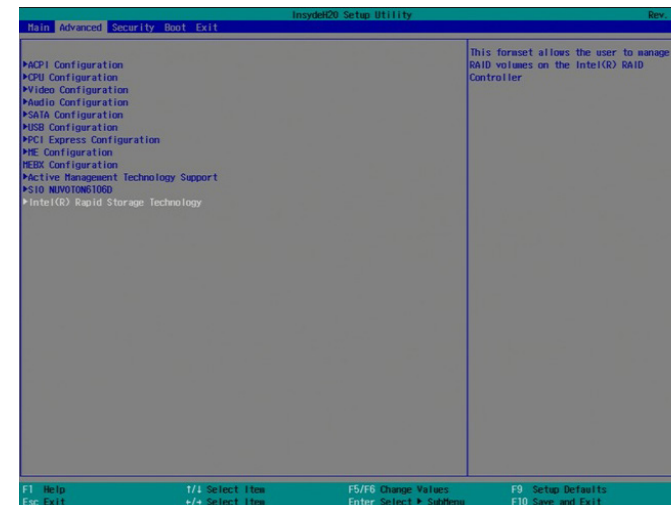 InsydeH20 Setup Utility Rev.
Main Advanced Security Boot Exit
This formset allows the user to manage
RAID volumes on the Intel(R) RAID
Controller
▶ACPI Configuration
▶CPU Configuration
▶Video Configuration
▶Audio Configuration
▶SATA Configuration
▶USB Configuration
▶PCI Express Configuration
▶ME Configuration
MEBX Configuration
▶Active Management Technology Support
▶SIO NUVOTON6106D
▶Intel(R) Rapid Storage Technology
F1 Help ↑/↓ Select Item F5/F6 Change Values F9 Setup Defaults
Esc Exit ←/→ Select Item Enter Select ▶ SubMenu F10 Save and Exit